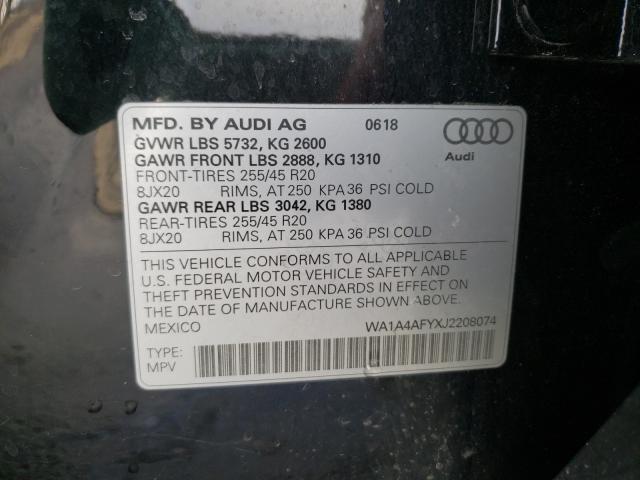 MFD. BY AUDI AG 0618
GVWR LBS 5732, KG 2600
GAWR FRONT LBS 2888, KG 1310
FRONT-TIRES 255/45 R20
8JX20 RIMS, AT 250 KPA 36 PSI COLD
GAWR REAR LBS 3042, KG 1380
REAR-TIRES 255/45 R20
8JX20 RIMS, AT 250 KPA 36 PSI COLD
Audi
THIS VEHICLE CONFORMS TO ALL APPLICABLE
U.S. FEDERAL MOTOR VEHICLE SAFETY AND
THEFT PREVENTION STANDARDS IN EFFECT ON
THE DATE OF MANUFACTURE SHOWN ABOVE.
MEXICO WA1A4AFYXJ2208074
TYPE:
MPV